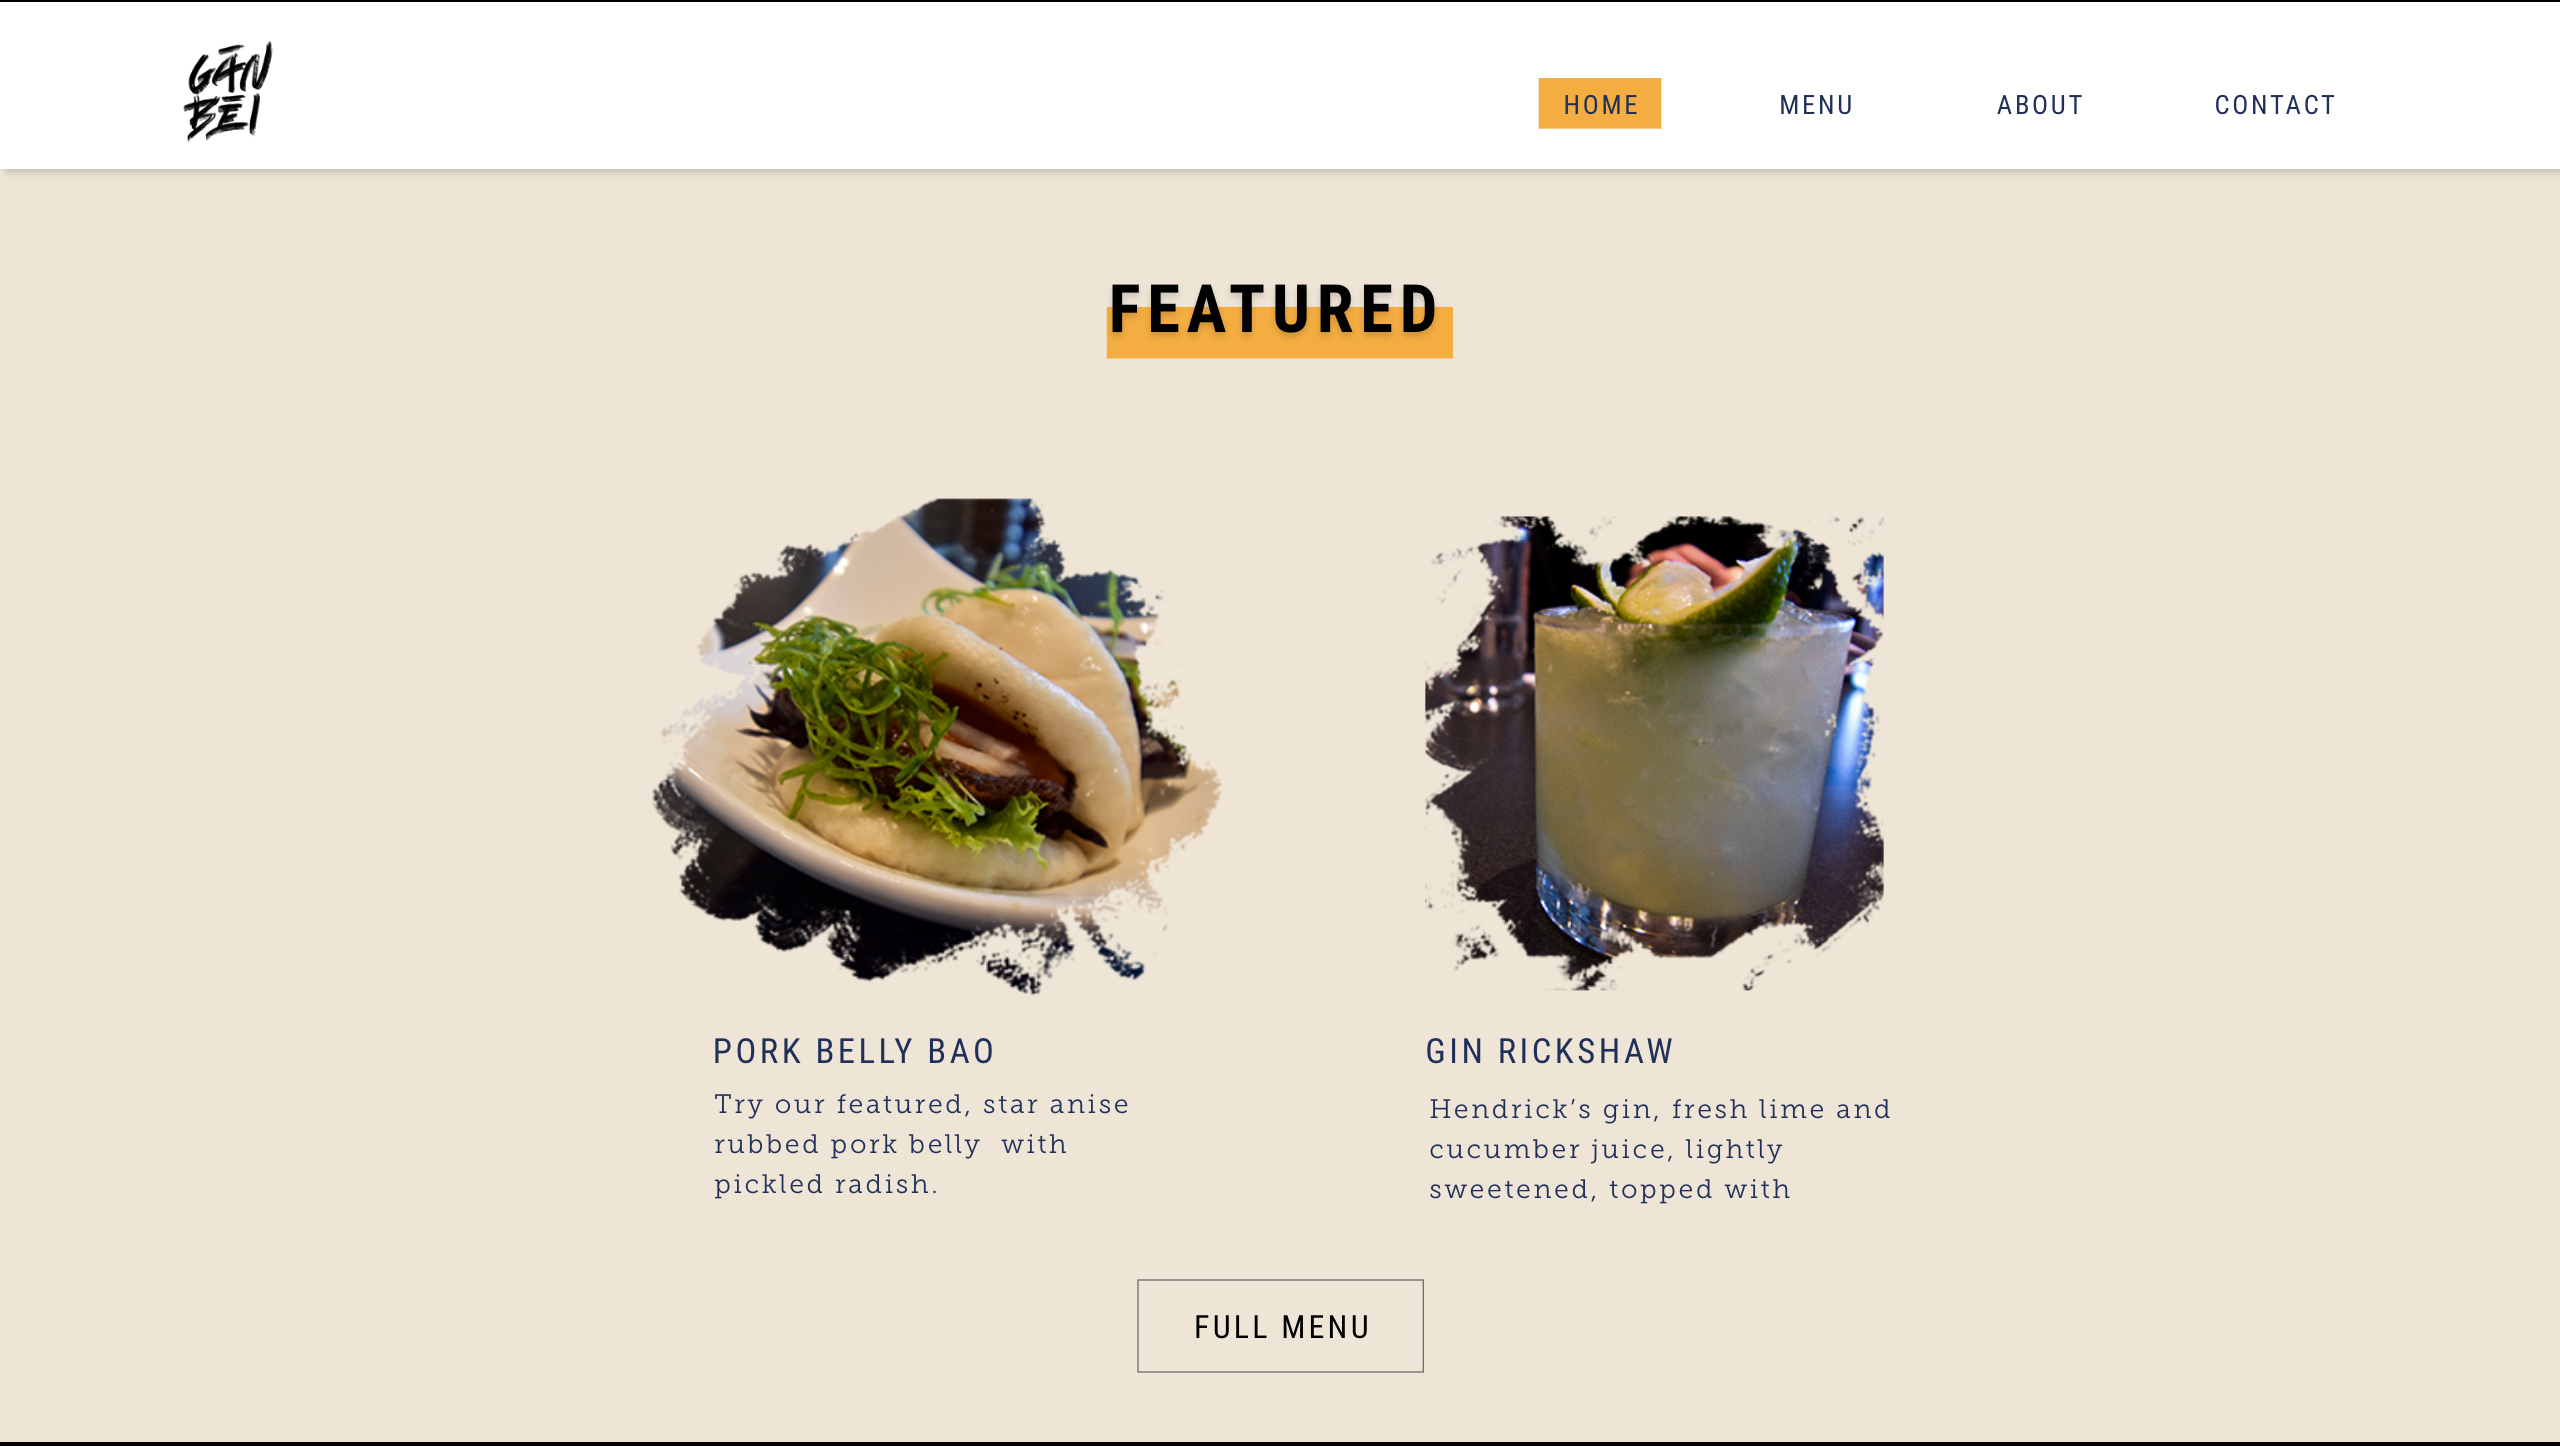 GĀN
BĒI
HOME MENU ABOUT CONTACT
FEATURED
PORK BELLY BAO
Try our featured, star anise
rubbed pork belly  with
pickled radish.
GIN RICKSHAW
Hendrick’s gin, fresh lime and
cucumber juice, lightly
sweetened, topped with
FULL MENU